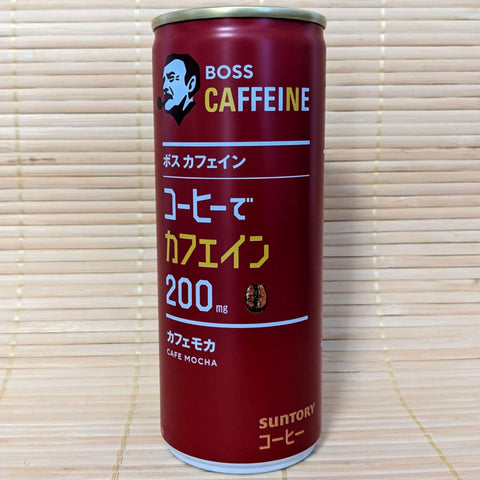 BOSS
CAFFEINE
ボス カフェイン
コーヒーで
カフェイン
200mg
カフェモカ
CAFE MOCHA
SUNTORY
コーヒー